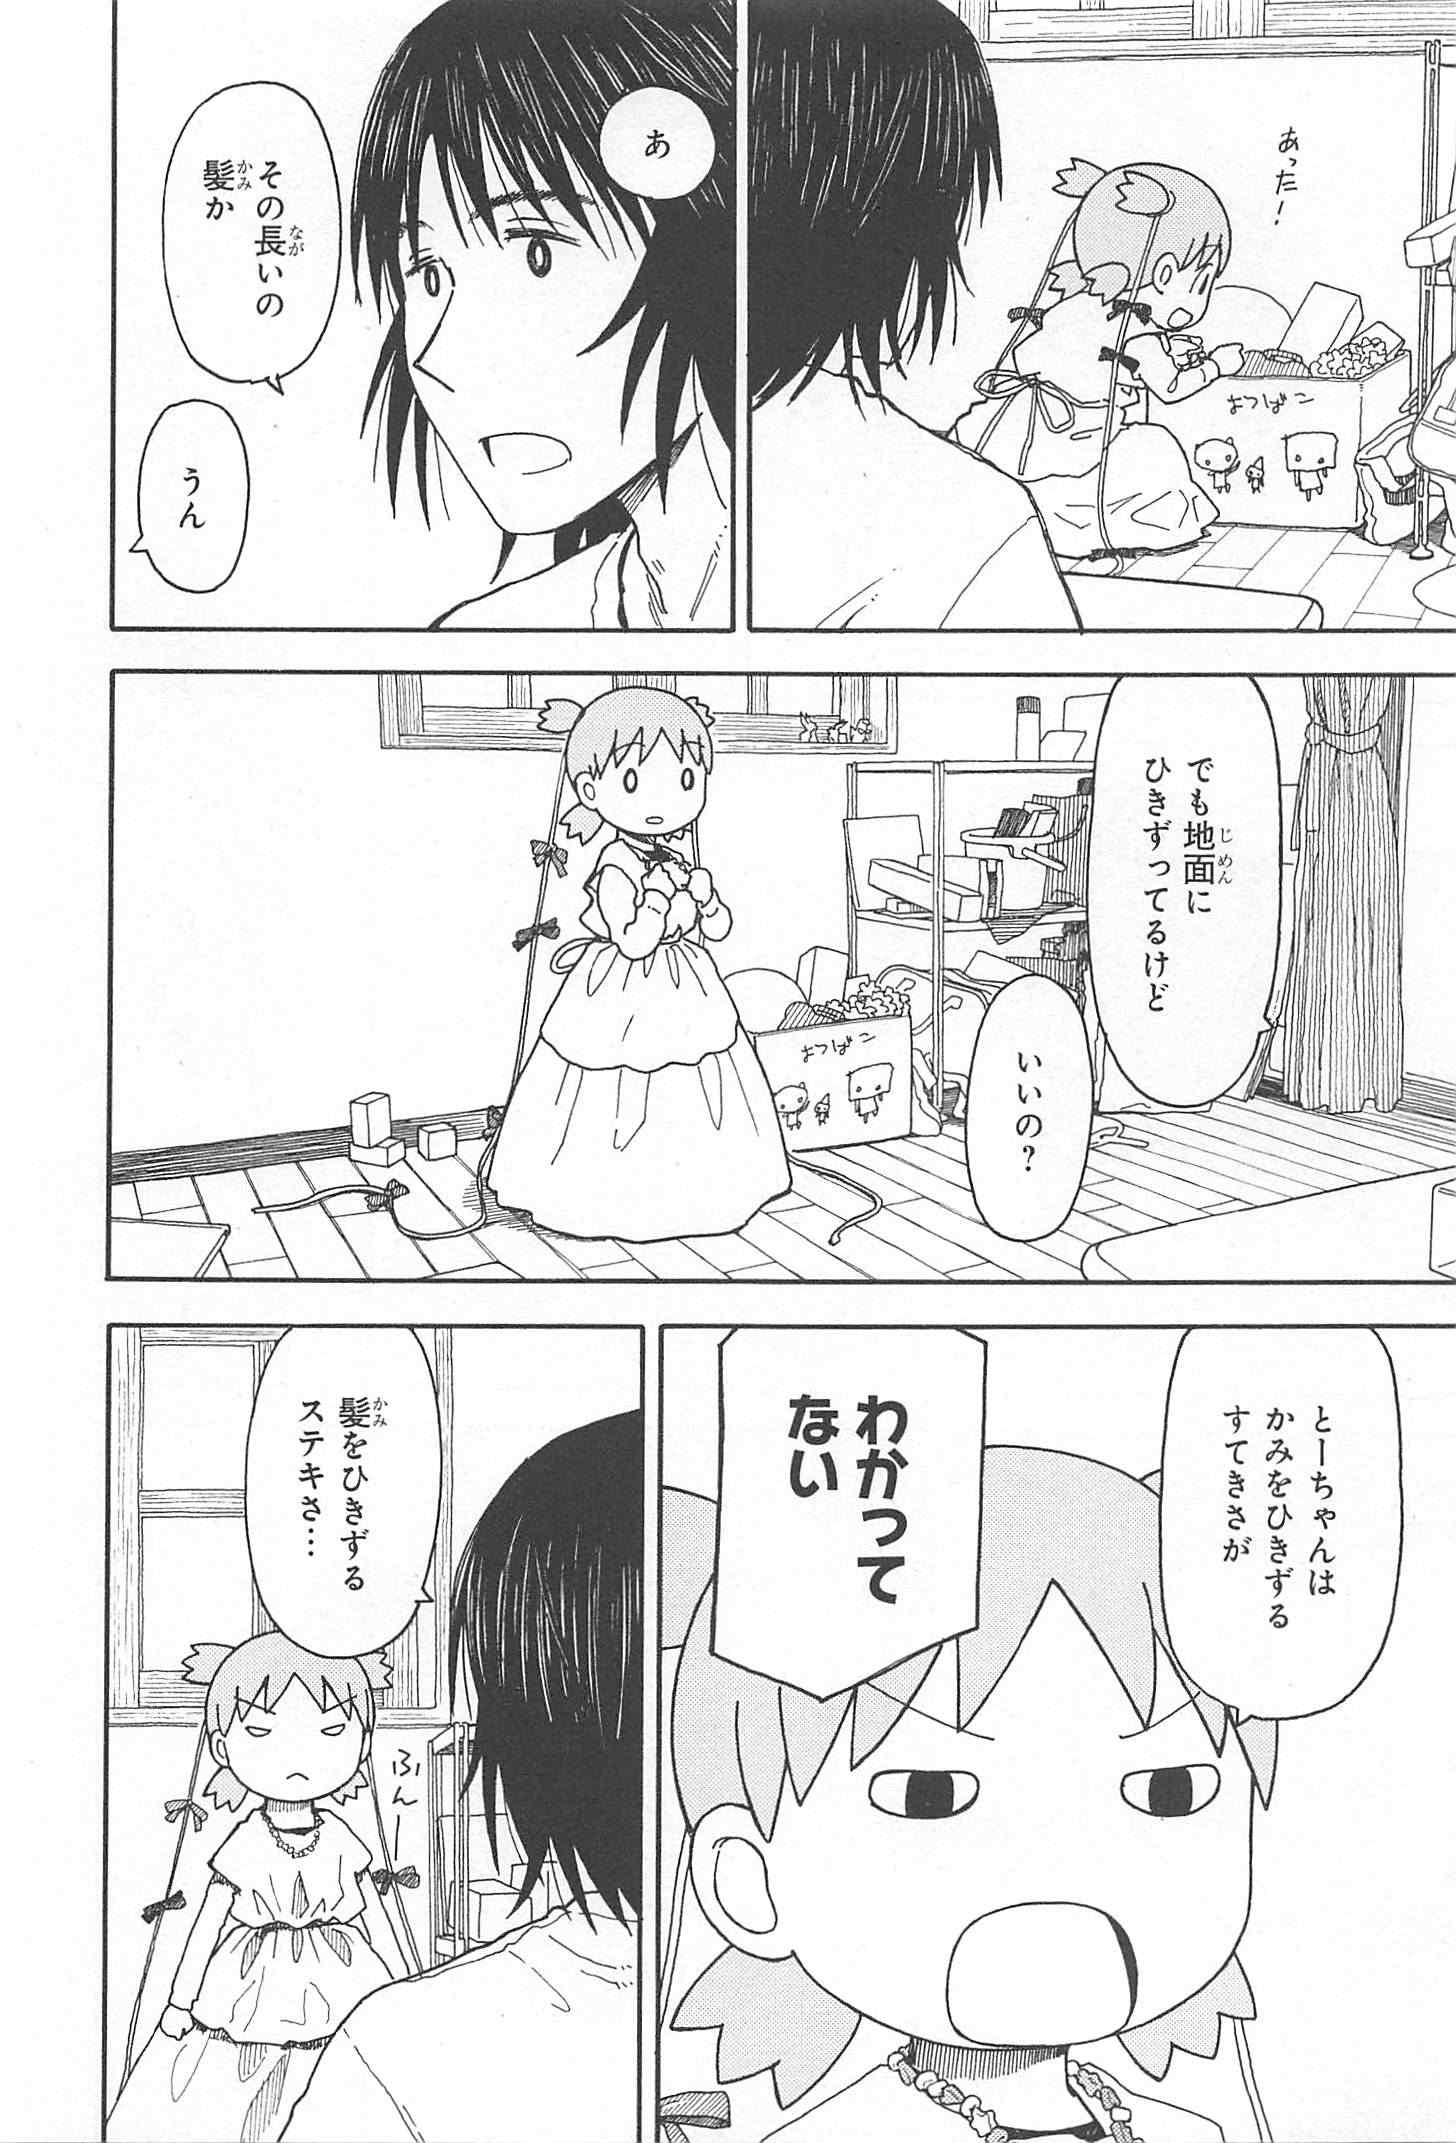 あった!
よつばこ
あ
その長いの
髪か
うん
でも地面に
ひきずってるけど
いいの?
よつばこ
とーちゃんは
かみをひきずる
すてきさが
わかって
ない
髪をひきずる
ステキさ…
ふんー